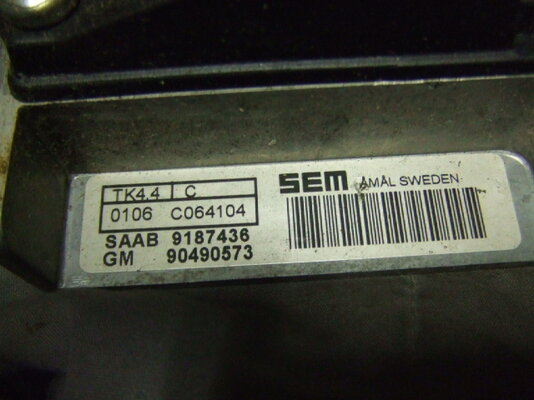 TK4.4 C
0106 C064104
SAAB 9187436
GM 90490573
SEM ÅMÅL SWEDEN